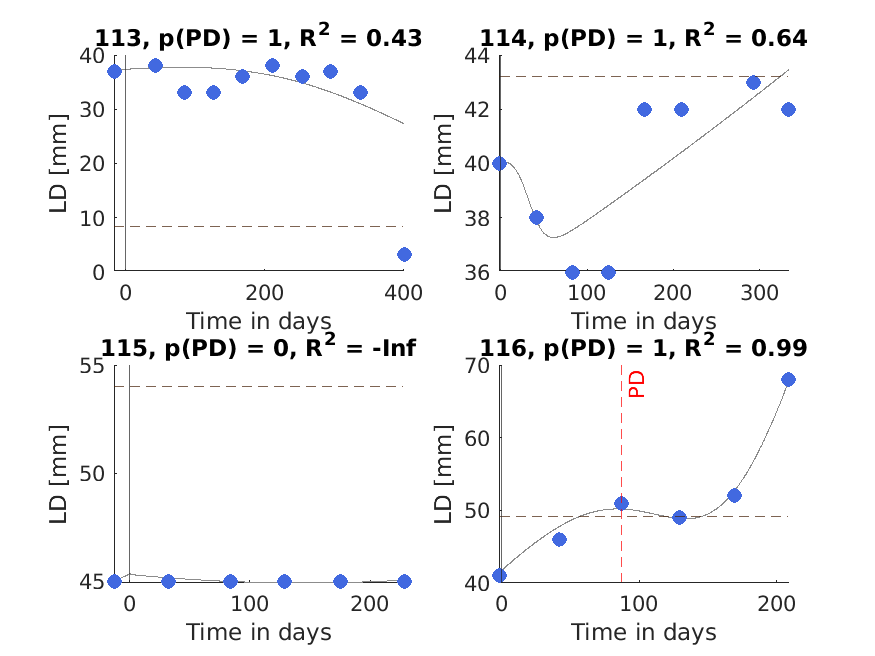 113, p(PD) = 1, R2 = 0.43
40
30
20
10
0
LD [mm]
0 200 400
Time in days
114, p(PD) = 1, R2 = 0.64
44
42
40
38
36
LD [mm]
0 100 200 300
Time in days
115, p(PD) = 0, R2 = -Inf
55
50
45
LD [mm]
0 100 200
Time in days
116, p(PD) = 1, R2 = 0.99
70
60
50
40
LD [mm]
PD
0 100 200
Time in days